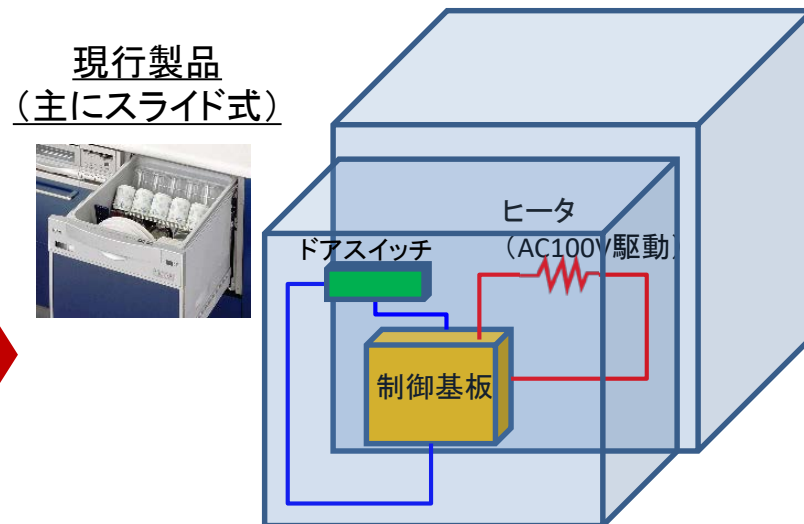 現行製品
（主にスライド式）
ヒータ
（AC100V駆動）
ドアスイッチ
制御基板